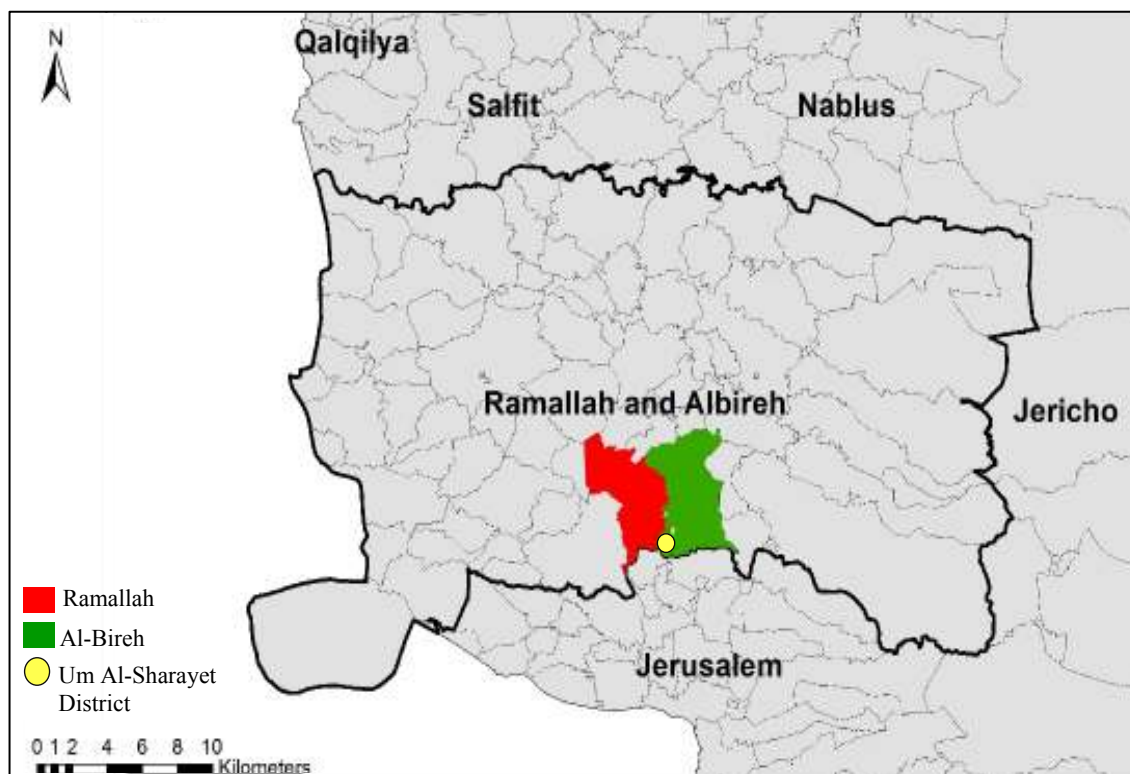 N
Qalqilya
Salfit
Nablus
Ramallah and Albireh
Jericho
Ramallah
Al-Bireh
Um Al-Sharayet
District
Jerusalem
0 1 2 4 6 8 10
Kilometers